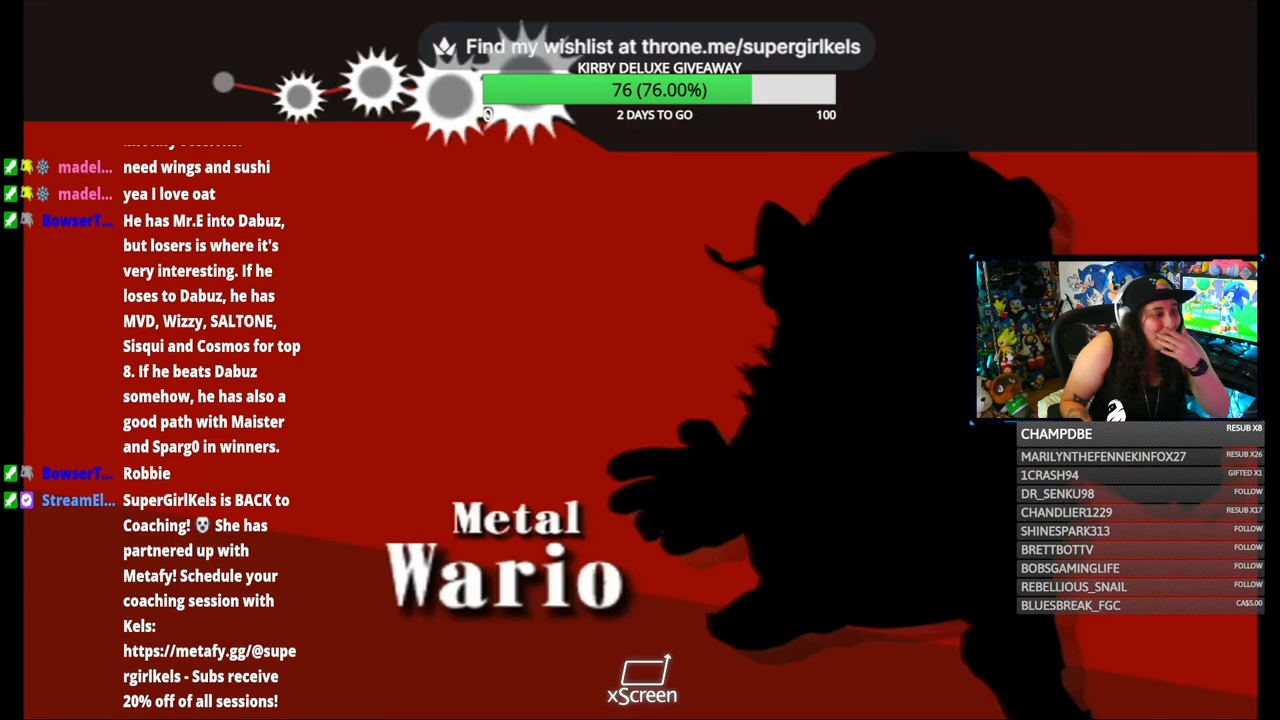 Find my wishlist at throne.me/supergirlkels
KIRBY DELUXE GIVEAWAY
76 (76.00%)
0
2 DAYS TO GO
100
madel... need wings and sushi
madel... yea I love oat
BowserT... He has Mr.E into Dabuz,
but losers is where it's
very interesting. If he
loses to Dabuz, he has
MVD, Wizzy, SALTONE,
Sisqui and Cosmos for top
8. If he beats Dabuz
somehow, he has also a
good path with Maister
and Sparg0 in winners.
BowserT... Robbie
StreamEl... SuperGirlKels is BACK to
Coaching! She has
partnered up with
Metafy! Schedule your
coaching session with
Kels:
https://metafy.gg/@supe
rgirlkels - Subs receive
20% off of all sessions!
Metal
Wario
xScreen
CHAMPDBE RESUB X8
MARILYNTHEFENNEKINFOX27 RESUB X26
1CRASH94 GIFTED X1
DR_SENKU98 FOLLOW
CHANDLIER1229 RESUB X17
SHINESPARK313 FOLLOW
BRETTBOTTV FOLLOW
BOBSGAMINGLIFE FOLLOW
REBELLIOUS_SNAIL FOLLOW
BLUESBREAK_FGC CA$5.00